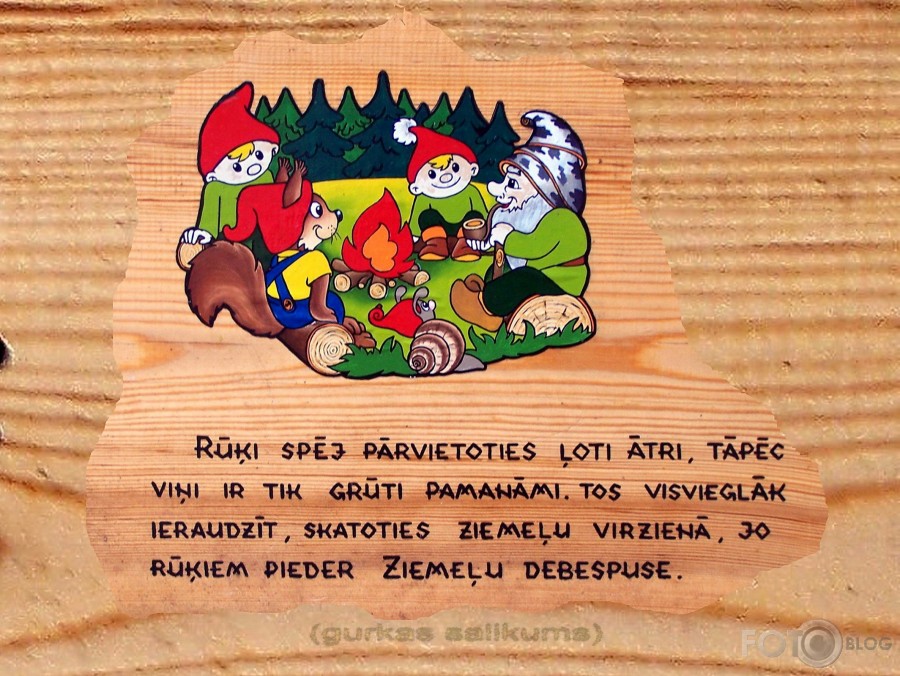 Rūķi spēj pārvietoties ļoti ātri, tāpēc
viņi ir tik grūti pamanāmi. Tos visvieglāk
ieraudzīt, skatoties ziemeļu virzienā, jo
rūķiem pieder Ziemeļu debespuse.
(gurkas salikums)
FOTO BLOG